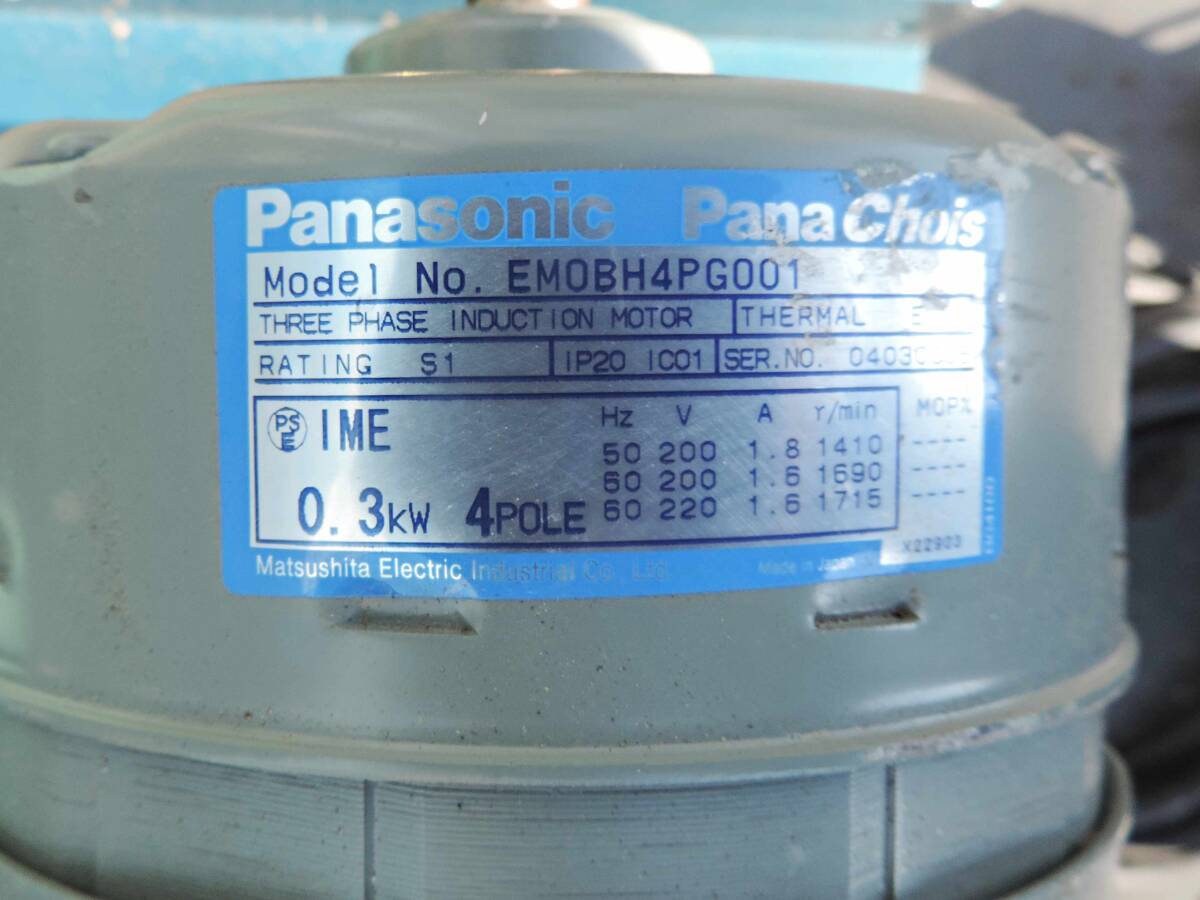 Panasonic PanaChois
Model No. EM0BH4PG001
THREE PHASE INDUCTION MOTOR THERMAL E
RATING S1 IP20 IC01 SER.NO.
PS E IME
Hz V A r/min MOP%
50 200 1.8 1410 ----
60 200 1.6 1690 ----
60 220 1.6 1715 ----
0.3kW 4POLE
X22903
Matsushita Electric Industrial Co., Ltd. Made in Japan